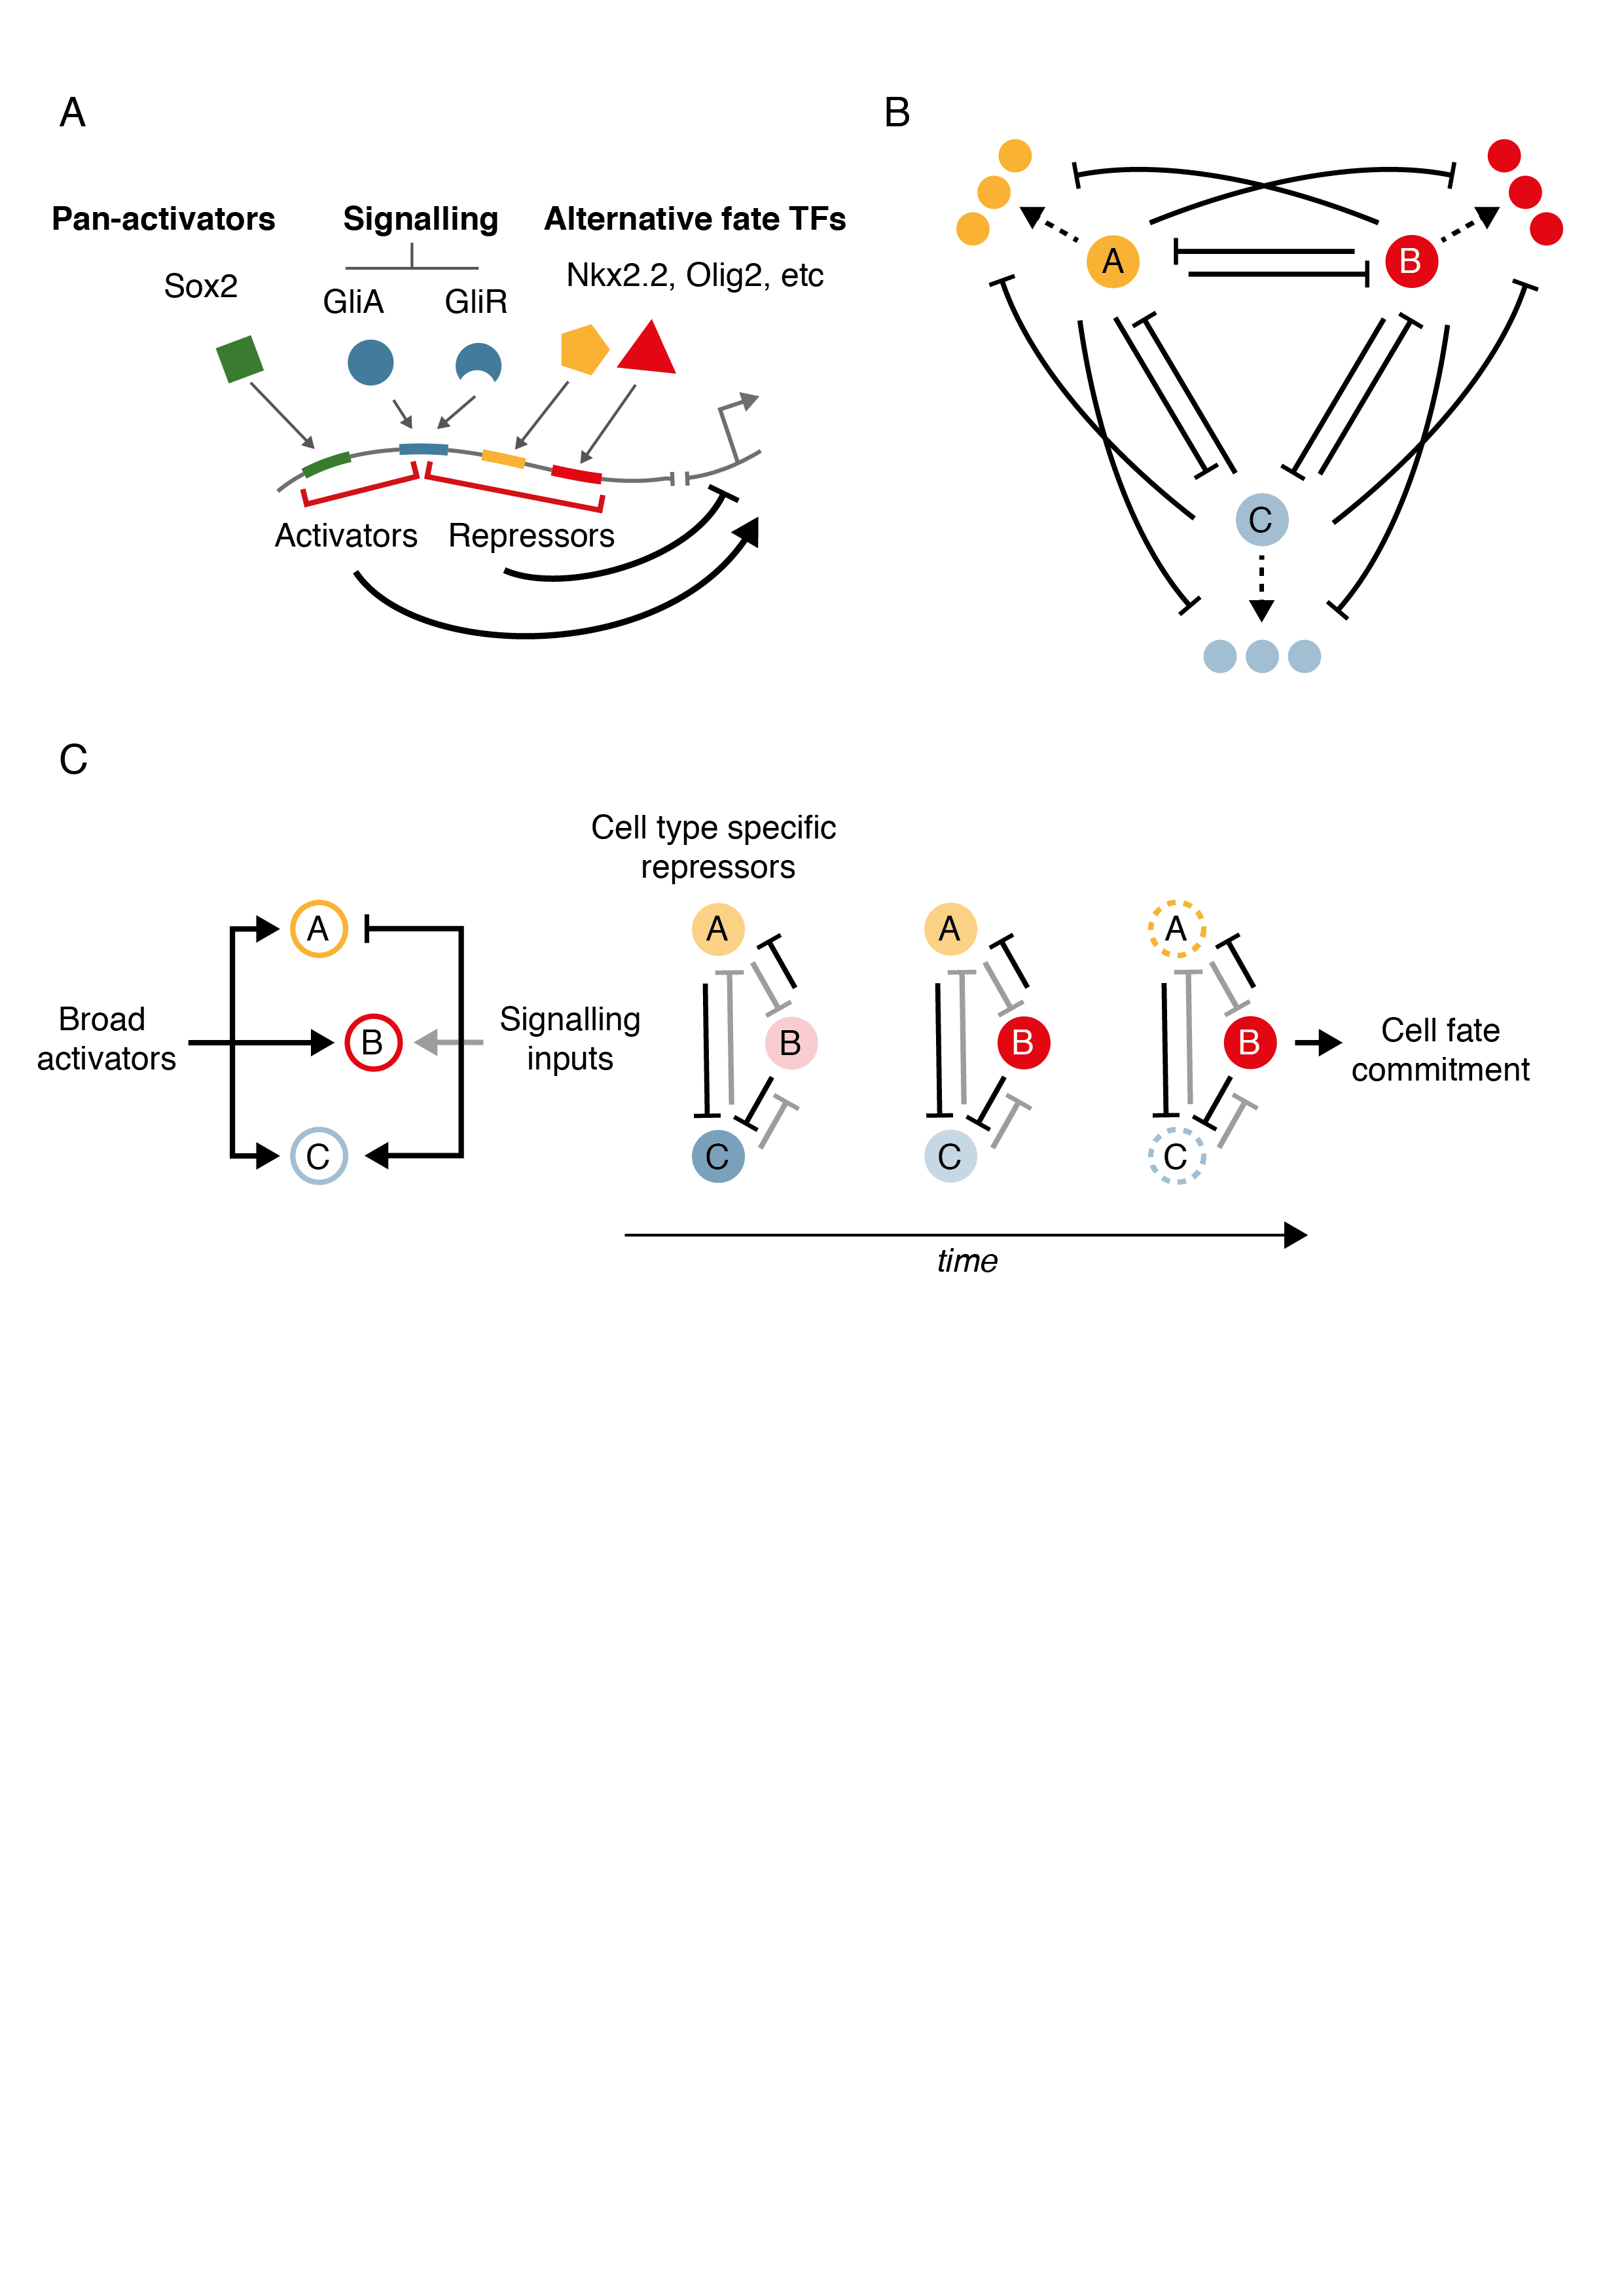 A
Pan-activators
Signalling
Alternative fate TFs
Sox2
GliA
GliR
Nkx2.2, Olig2, etc
Activators
Repressors
B
A
B
C
C
Broad
activators
A
B
C
Signalling
inputs
Cell type specific
repressors
A
B
C
A
B
C
A
B
C
Cell fate
commitment
time